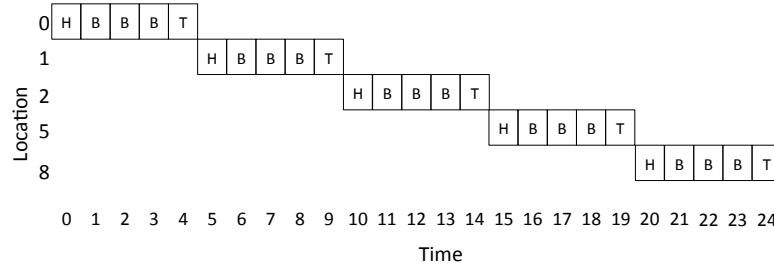 0 H B B B T
1 H B B B T
2 H B B B T
5 H B B B T
8 H B B B T
Location
0 1 2 3 4 5 6 7 8 9 10 11 12 13 14 15 16 17 18 19 20 21 22 23 24
Time